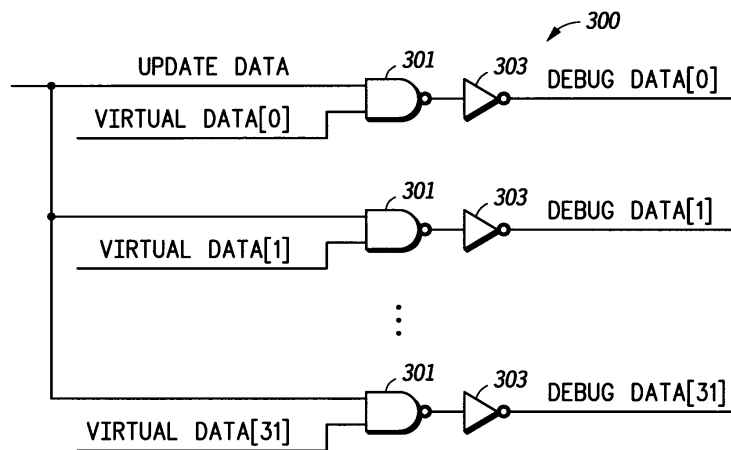 300
UPDATE DATA
301
303
DEBUG DATA[0]
VIRTUAL DATA[0]
301
303
DEBUG DATA[1]
VIRTUAL DATA[1]
301
303
DEBUG DATA[31]
VIRTUAL DATA[31]